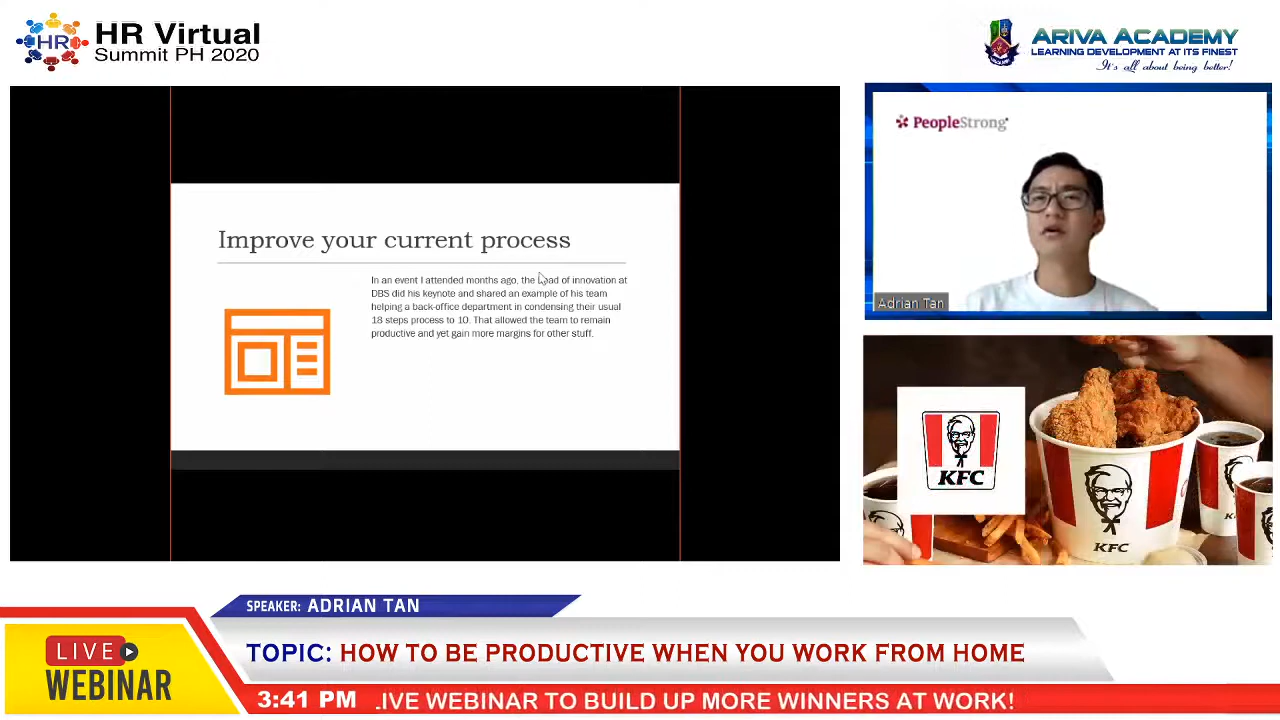 HR
HR Virtual
Summit PH 2020
ARIVA ACADEMY
LEARNING DEVELOPMENT AT ITS FINEST
It's all about being better!
PeopleStrong
Adrian Tan
Improve your current process
In an event I attended months ago, the head of innovation at
DBS did his keynote and shared an example of his team
helping a back-office department in condensing their usual
18 steps process to 10. That allowed the team to remain
productive and yet gain more margins for other stuff.
KFC
KFC
SPEAKER: ADRIAN TAN
TOPIC: HOW TO BE PRODUCTIVE WHEN YOU WORK FROM HOME
LIVE
WEBINAR
3:41 PM
LIVE WEBINAR TO BUILD UP MORE WINNERS AT WORK!